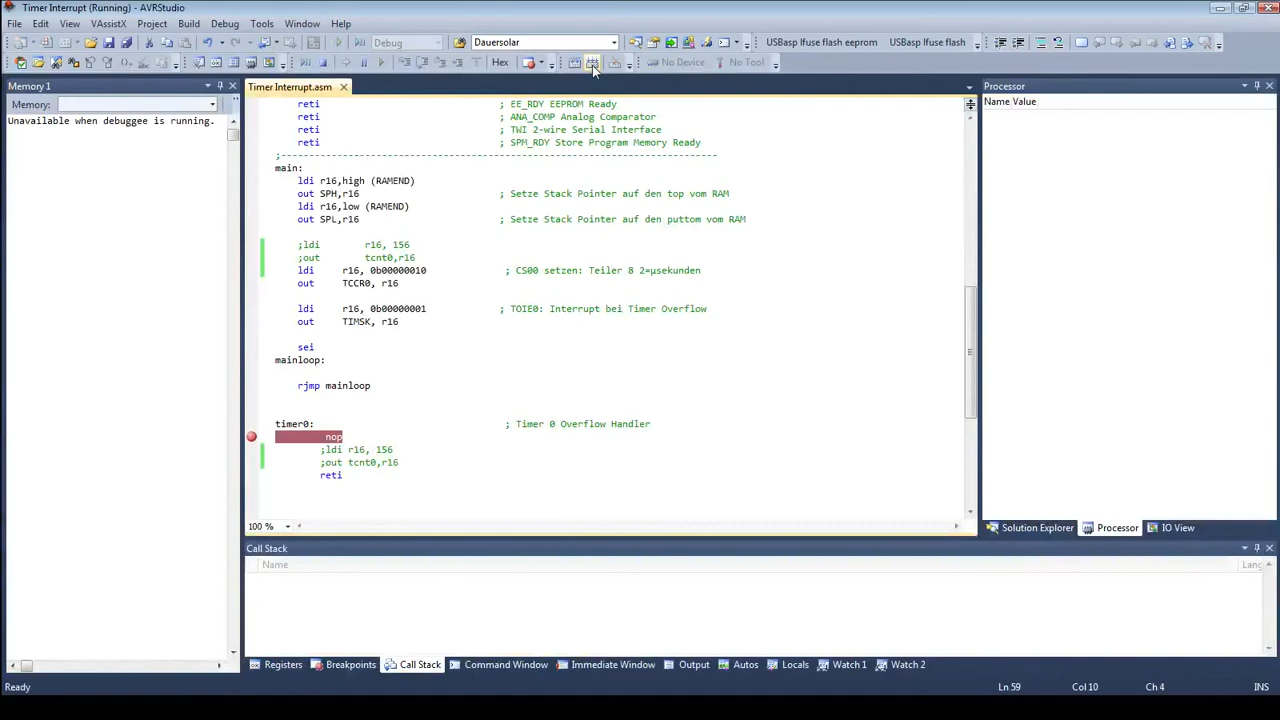 Timer Interrupt (Running) - AVRStudio
File Edit View VAssistX Project Build Debug Tools Window Help
Debug Dauersolar USBasp lfuse flash eeprom USBasp lfuse flash
Hex No Device No Tool
Memory 1
Memory:
Unavailable when debuggee is running.
Timer Interrupt.asm
reti ; EE_RDY EEPROM Ready
reti ; ANA_COMP Analog Comparator
reti ; TWI 2-wire Serial Interface
reti ; SPM_RDY Store Program Memory Ready
;------------------------------------------------------------------------------
main:
ldi r16,high (RAMEND)
out SPH,r16 ; Setze Stack Pointer auf den top vom RAM
ldi r16,low (RAMEND)
out SPL,r16 ; Setze Stack Pointer auf den puttom vom RAM
;ldi r16, 156
;out tcnt0,r16
ldi r16, 0b00000010 ; CS00 setzen: Teiler 8 2=µsekunden
out TCCR0, r16
ldi r16, 0b00000001 ; TOIE0: Interrupt bei Timer Overflow
out TIMSK, r16
sei
mainloop:
rjmp mainloop
timer0: ; Timer 0 Overflow Handler
nop
;ldi r16, 156
;out tcnt0,r16
reti
100 %
Processor
Name Value
Solution Explorer Processor IO View
Call Stack
Name Lang
Registers Breakpoints Call Stack Command Window Immediate Window Output Autos Locals Watch 1 Watch 2
Ready Ln 59 Col 10 Ch 4 INS